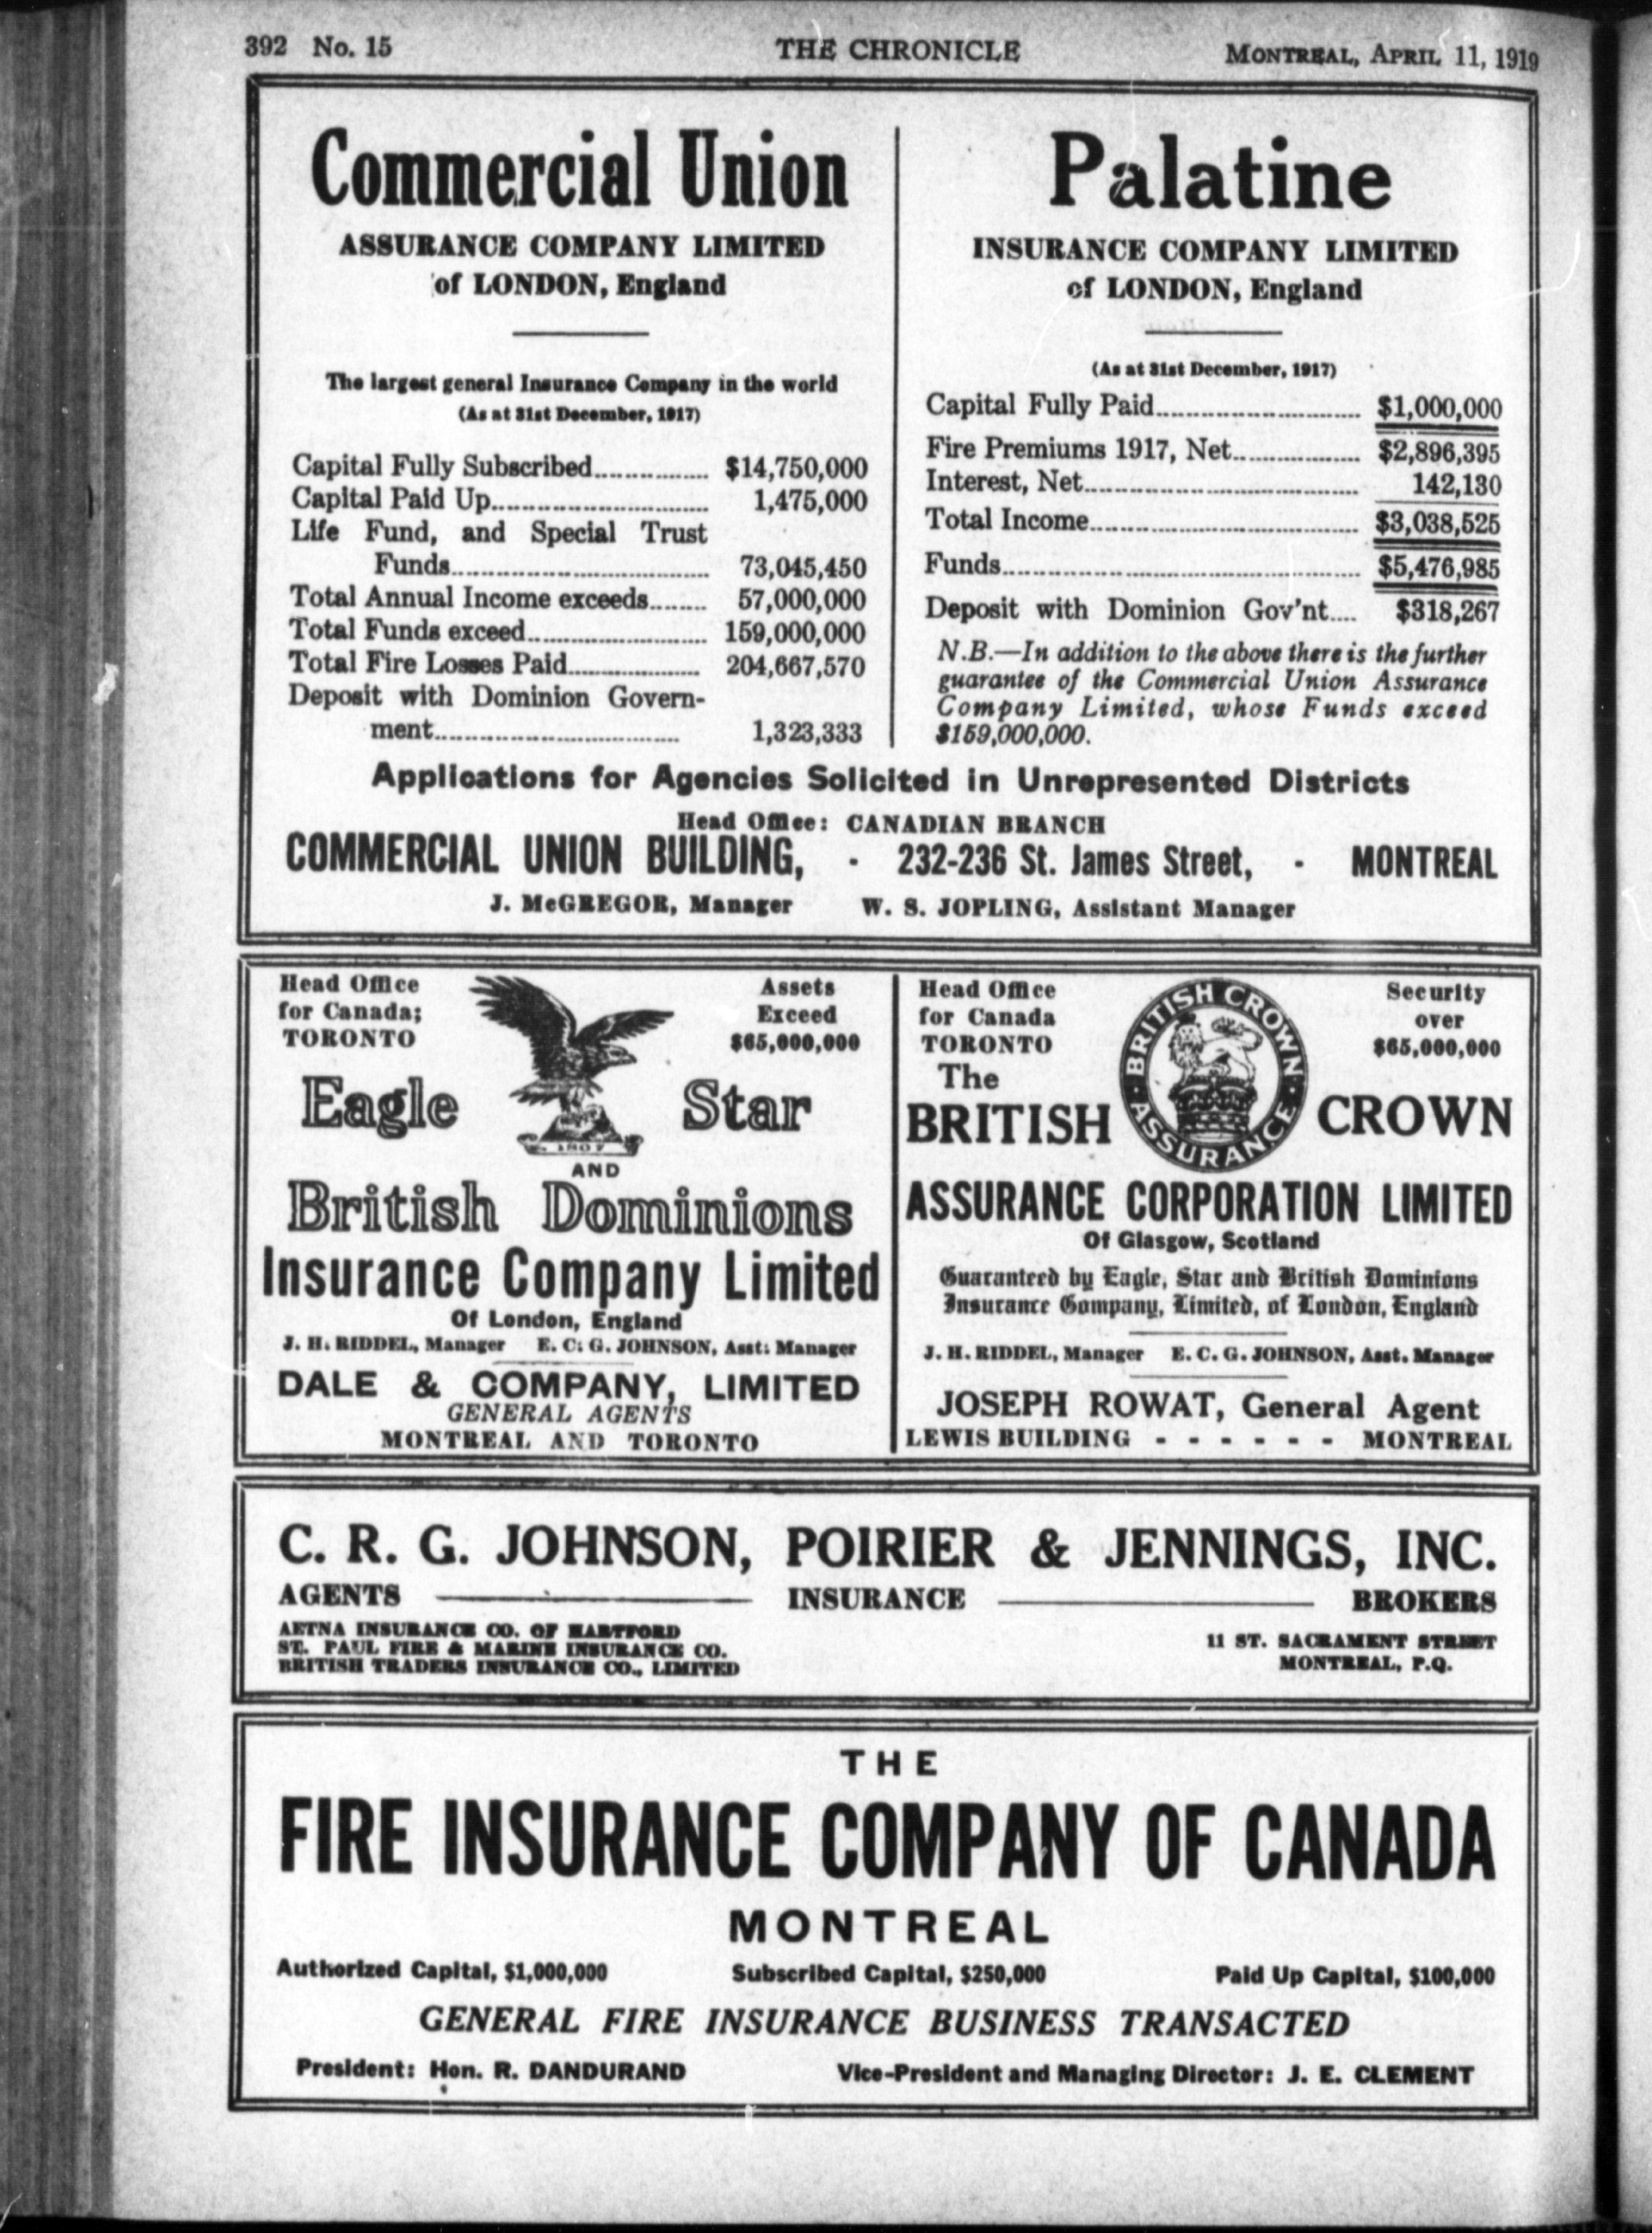 392 No. 15 THE CHRONICLE MONTREAL, APRIL 11, 1919
Commercial Union
ASSURANCE COMPANY LIMITED
of LONDON, England
The largest general Insurance Company in the world
(As at 31st December, 1917)
Capital Fully Subscribed............... $14,750,000
Capital Paid Up............................. 1,475,000
Life Fund, and Special Trust
Funds.................................. 73,045,450
Total Annual Income exceeds........ 57,000,000
Total Funds exceed........................ 159,000,000
Total Fire Losses Paid.................. 204,667,570
Deposit with Dominion Govern-
ment................................. 1,323,333
Palatine
INSURANCE COMPANY LIMITED
of LONDON, England
(As at 31st December, 1917)
Capital Fully Paid........................... $1,000,000
Fire Premiums 1917, Net................. $2,896,395
Interest, Net.................................... 142,130
Total Income................................... $3,038,525
Funds................................................ $5,476,985
Deposit with Dominion Gov'nt.... $318,267
N.B.—In addition to the above there is the further
guarantee of the Commercial Union Assurance
Company Limited, whose Funds exceed
$159,000,000.
Applications for Agencies Solicited in Unrepresented Districts
Head Office: CANADIAN BRANCH
COMMERCIAL UNION BUILDING, - 232-236 St. James Street, - MONTREAL
J. McGREGOR, Manager W. S. JOPLING, Assistant Manager
Head Office
for Canada;
TORONTO
Assets
Exceed
$65,000,000
Eagle Star
1807
AND
British Dominions
Insurance Company Limited
Of London, England
J. H. RIDDEL, Manager E. C. G. JOHNSON, Asst. Manager
DALE & COMPANY, LIMITED
GENERAL AGENTS
MONTREAL AND TORONTO
Head Office
for Canada
TORONTO
Security
over
$65,000,000
The
BRITISH CROWN
BRITISH CROWN ASSURANCE
ASSURANCE CORPORATION LIMITED
Of Glasgow, Scotland
Guaranteed by Eagle, Star and British Dominions
Insurance Company, Limited, of London, England
J. H. RIDDEL, Manager E. C. G. JOHNSON, Asst. Manager
JOSEPH ROWAT, General Agent
LEWIS BUILDING - - - - - - MONTREAL
C. R. G. JOHNSON, POIRIER & JENNINGS, INC.
AGENTS INSURANCE BROKERS
AETNA INSURANCE CO. OF HARTFORD
ST. PAUL FIRE & MARINE INSURANCE CO.
BRITISH TRADERS INSURANCE CO., LIMITED
11 ST. SACRAMENT STREET
MONTREAL, P.Q.
THE
FIRE INSURANCE COMPANY OF CANADA
MONTREAL
Authorized Capital, $1,000,000 Subscribed Capital, $250,000 Paid Up Capital, $100,000
GENERAL FIRE INSURANCE BUSINESS TRANSACTED
President: Hon. R. DANDURAND Vice-President and Managing Director: J. E. CLEMENT